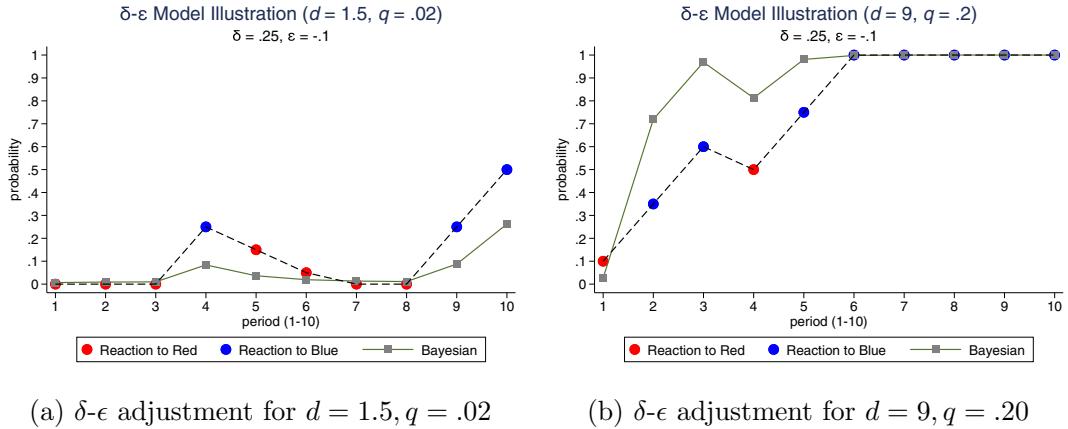 δ-ε Model Illustration (d = 1.5, q = .02)
δ = .25, ε = -.1
probability
1
.9
.8
.7
.6
.5
.4
.3
.2
.1
0
1 2 3 4 5 6 7 8 9 10
period (1-10)
Reaction to Red Reaction to Blue Bayesian
(a) δ-ϵ adjustment for d = 1.5, q = .02
δ-ε Model Illustration (d = 9, q = .2)
δ = .25, ε = -.1
probability
1
.9
.8
.7
.6
.5
.4
.3
.2
.1
0
1 2 3 4 5 6 7 8 9 10
period (1-10)
Reaction to Red Reaction to Blue Bayesian
(b) δ-ϵ adjustment for d = 9, q = .20